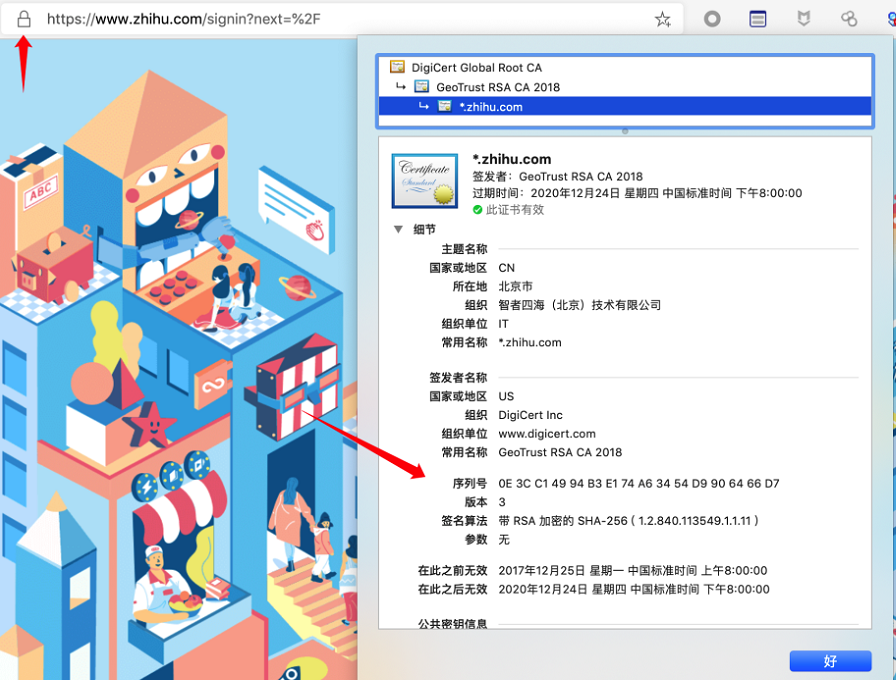 https://www.zhihu.com/signin?next=%2F
DigiCert Global Root CA
GeoTrust RSA CA 2018
*.zhihu.com
ABC
Certificate
Standard
*.zhihu.com
签发者：GeoTrust RSA CA 2018
过期时间：2020年12月24日 星期四 中国标准时间 下午8:00:00
此证书有效
细节
主题名称
国家或地区 CN
所在地 北京市
组织 智者四海（北京）技术有限公司
组织单位 IT
常用名称 *.zhihu.com
签发者名称
国家或地区 US
组织 DigiCert Inc
组织单位 www.digicert.com
常用名称 GeoTrust RSA CA 2018
序列号 0E 3C C1 49 94 B3 E1 74 A6 34 54 D9 90 64 66 D7
版本 3
签名算法 带 RSA 加密的 SHA-256（1.2.840.113549.1.1.11）
参数 无
在此之前无效 2017年12月25日 星期一 中国标准时间 上午8:00:00
在此之后无效 2020年12月24日 星期四 中国标准时间 下午8:00:00
公共密钥信息
好